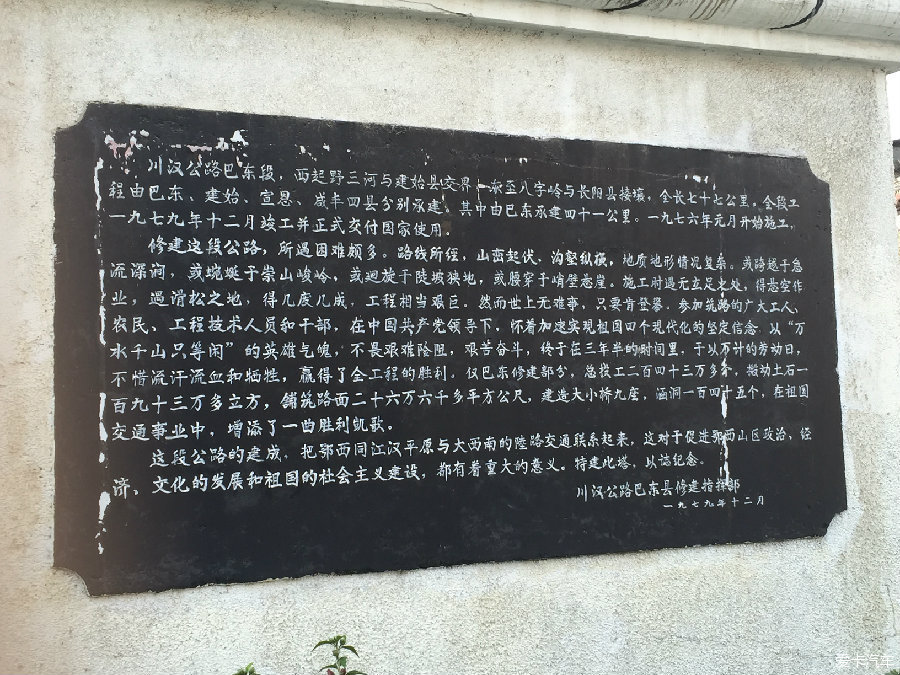 川汉公路巴东段，西起野三河与建始县交界，东至八字岭与长阳县接壤，全长七十七公里。全段工
程由巴东、建始、宣恩、咸丰四县分别承建。其中由巴东承建四十一公里。一九七六年元月开始施工，
一九七九年十二月竣工并正式交付国家使用。
修建这段公路，所遇困难颇多。路线所经，山峦起伏、沟壑纵横，地质地形情况复杂。或跨越于急
流深涧，或蜿蜒于崇山峻岭，或迴旋于陡坡狭地，或腰穿于峭壁悬崖。施工时遇无立足之处，得悬空作
业，遇滑松之地，得几废几成，工程相当艰巨。然而世上无难事，只要肯登攀，参加筑路的广大工人、
农民、工程技术人员和干部，在中国共产党领导下，怀着加速实现祖国四个现代化的坚定信念，以“万
水千山只等闲”的英雄气魄，不畏艰难险阻，艰苦奋斗，终于在三年半的时间里，于以万计的劳动日，
不惜流汗流血和牺牲，赢得了全工程的胜利。仅巴东修建部分，总投工二百四十三万多个，搬动土石一
百九十三万多立方，铺筑路面二十六万六千多平方公尺，建造大小桥九座，涵洞一百四十五个，在祖国
交通事业中，增添了一曲胜利凯歌。
这段公路的建成，把鄂西同江汉平原与大西南的陸路交通联系起来，这对于促进鄂西山区政治，经
济、文化的发展和祖国的社会主义建设，都有着重大的意义。特建此塔，以誌纪念。
川汉公路巴东县修建指挥部
一九七九年十二月
爱卡汽车